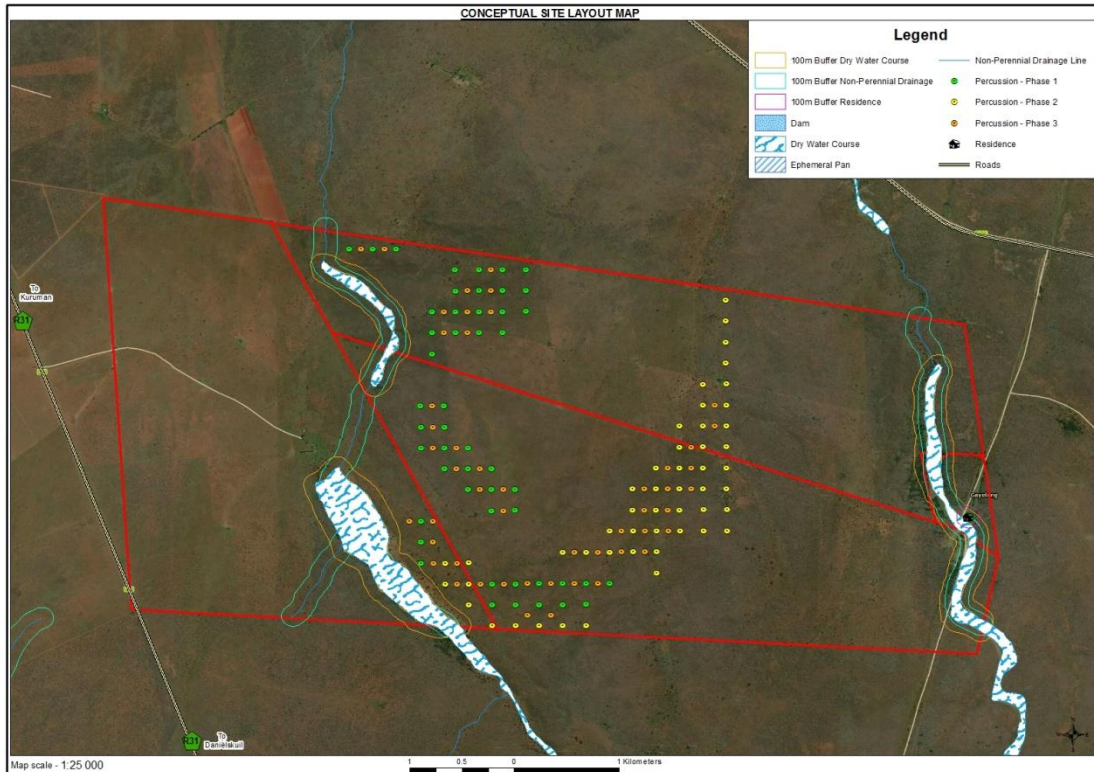 CONCEPTUAL SITE LAYOUT MAP
Legend
100m Buffer Dry Water Course
100m Buffer Non-Perennial Drainage
100m Buffer Residence
Dam
Dry Water Course
Ephemeral Pan
Non-Perennial Drainage Line
Percussion - Phase 1
Percussion - Phase 2
Percussion - Phase 3
Residence
Roads
To
Kuruman
R31
R31
To
Danielskuil
Map scale - 1:25 000
1 0.5 0 1 Kilometers